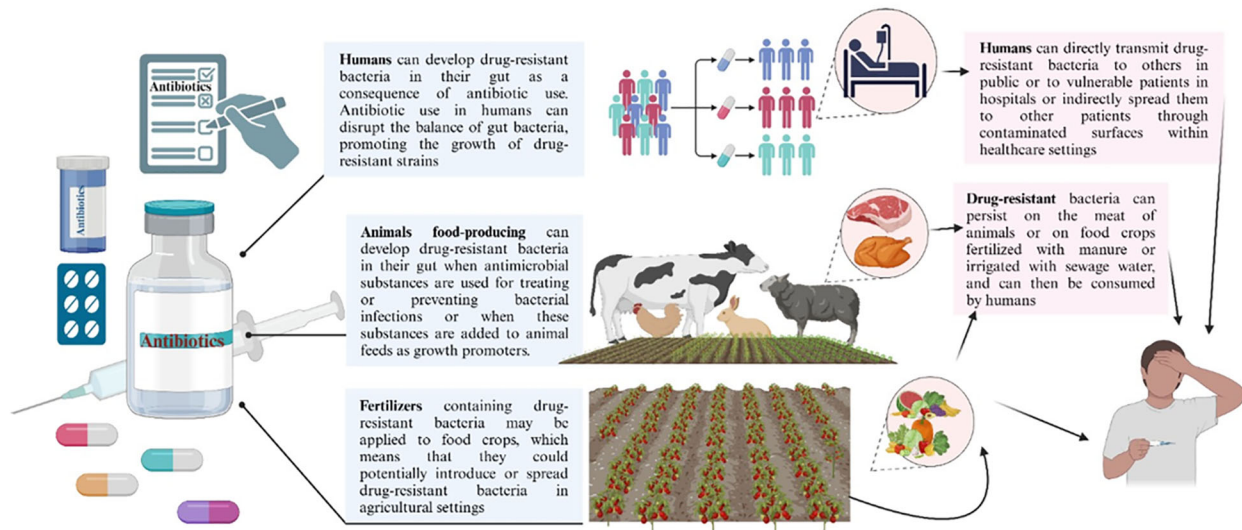 Antibiotics
Antibiotics
Antibiotics
Humans can develop drug-resistant
bacteria in their gut as a
consequence of antibiotic use.
Antibiotic use in humans can
disrupt the balance of gut bacteria,
promoting the growth of drug-
resistant strains
Animals food-producing can
develop drug-resistant bacteria
in their gut when antimicrobial
substances are used for treating
or preventing bacterial
infections or when these
substances are added to animal
feeds as growth promoters.
Fertilizers containing drug-
resistant bacteria may be
applied to food crops, which
means that they could
potentially introduce or spread
drug-resistant bacteria in
agricultural settings
Humans can directly transmit drug-
resistant bacteria to others in
public or to vulnerable patients in
hospitals or indirectly spread them
to other patients through
contaminated surfaces within
healthcare settings
Drug-resistant bacteria can
persist on the meat of
animals or on food crops
fertilized with manure or
irrigated with sewage water,
and can then be consumed
by humans